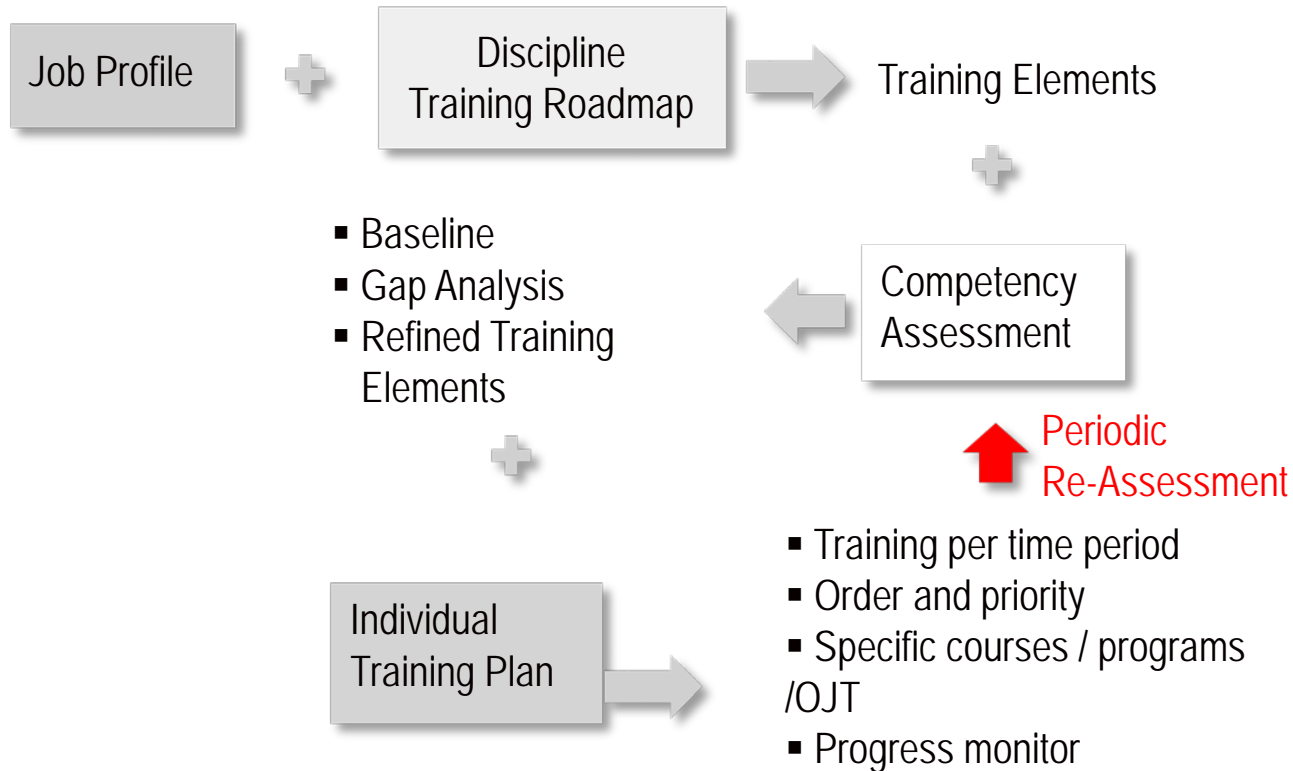 Job Profile
Discipline
Training Roadmap
Training Elements
▪ Baseline
▪ Gap Analysis
▪ Refined Training
Elements
Competency
Assessment
Periodic
Re-Assessment
Individual
Training Plan
▪ Training per time period
▪ Order and priority
▪ Specific courses / programs
/OJT
▪ Progress monitor